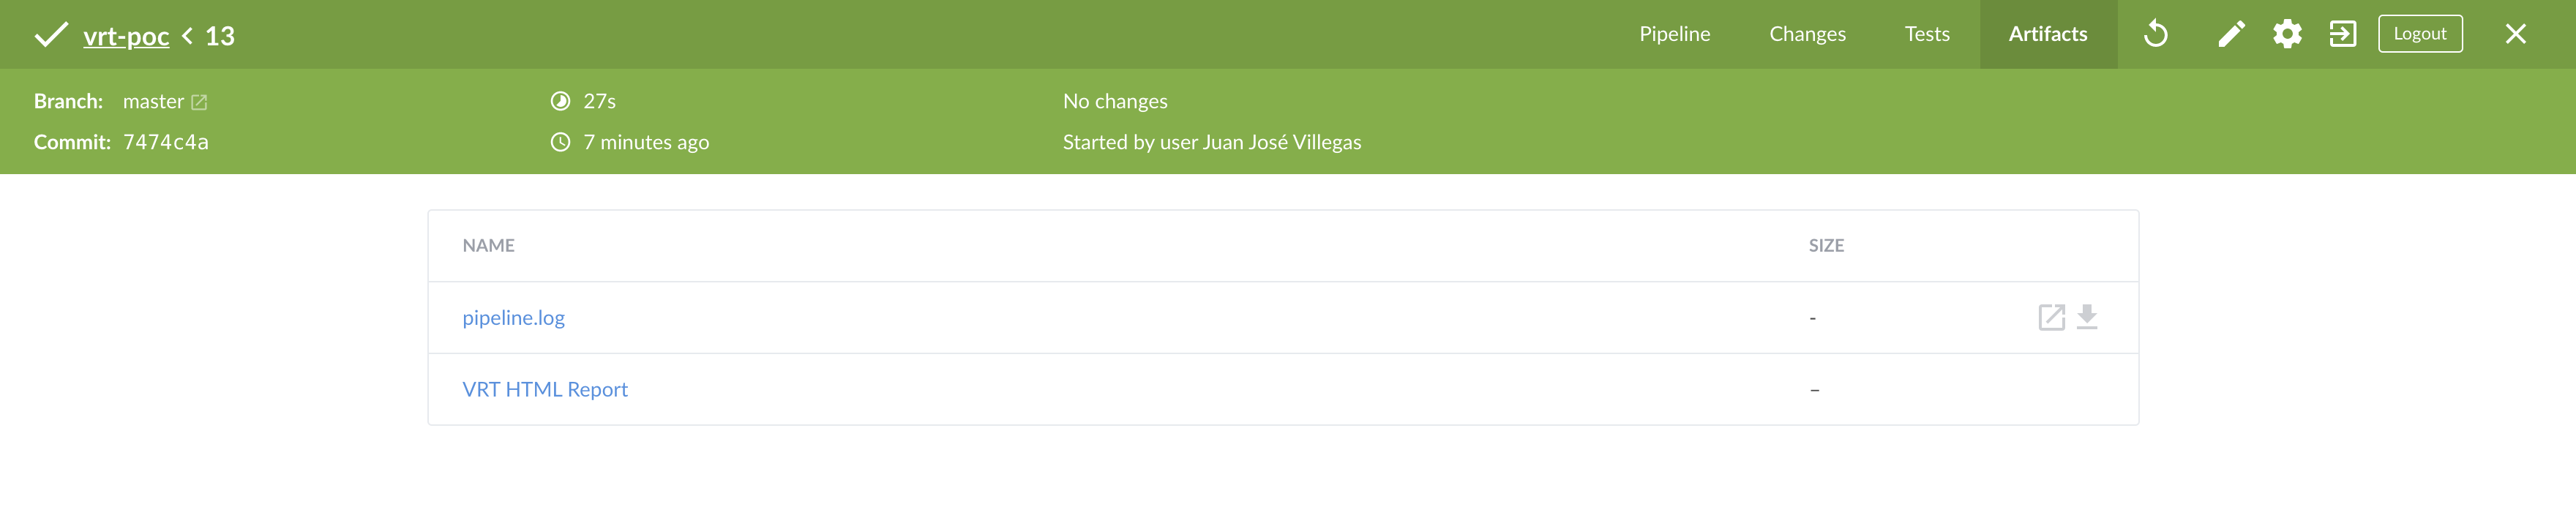 vrt-poc < 13 Pipeline Changes Tests Artifacts Logout
Branch: master 27s No changes
Commit: 7474c4a 7 minutes ago Started by user Juan José Villegas
NAME SIZE
pipeline.log -
VRT HTML Report –